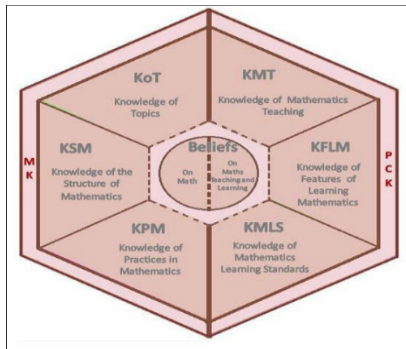 KoT
Knowledge of
Topics
KMT
Knowledge of Mathematics
Teaching
MK
KSM
Knowledge of the
Structure of
Mathematics
Beliefs
On
Math
On
Maths
Teaching and
Learning
KFLM
Knowledge of
Features of
Learning
Mathematics
PCK
KPM
Knowledge of
Practices in
Mathematics
KMLS
Knowledge of
Mathematics
Learning Standards